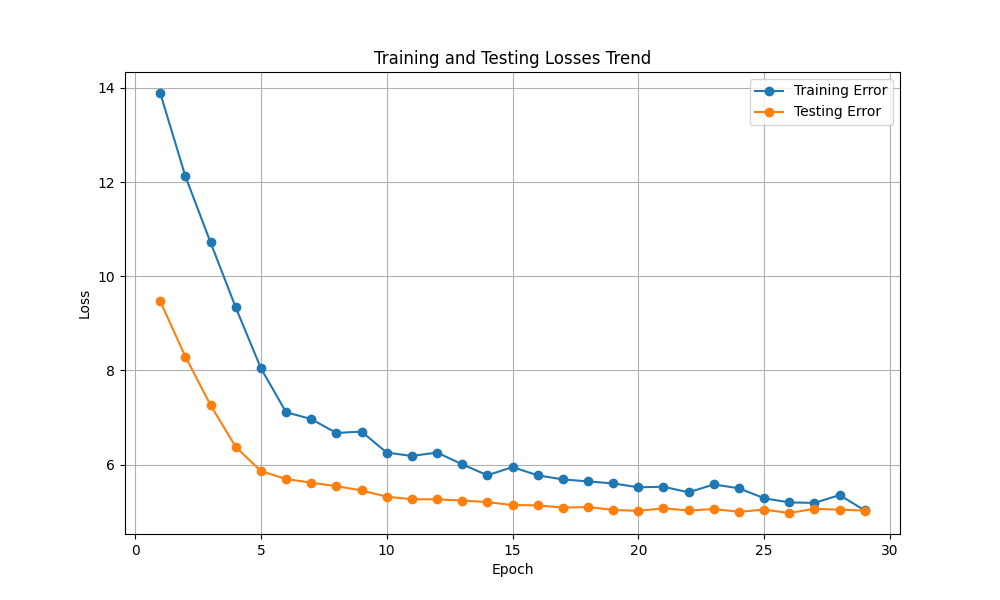 Training and Testing Losses Trend
Training Error
Testing Error
14
12
10
8
6
Loss
0 5 10 15 20 25 30
Epoch